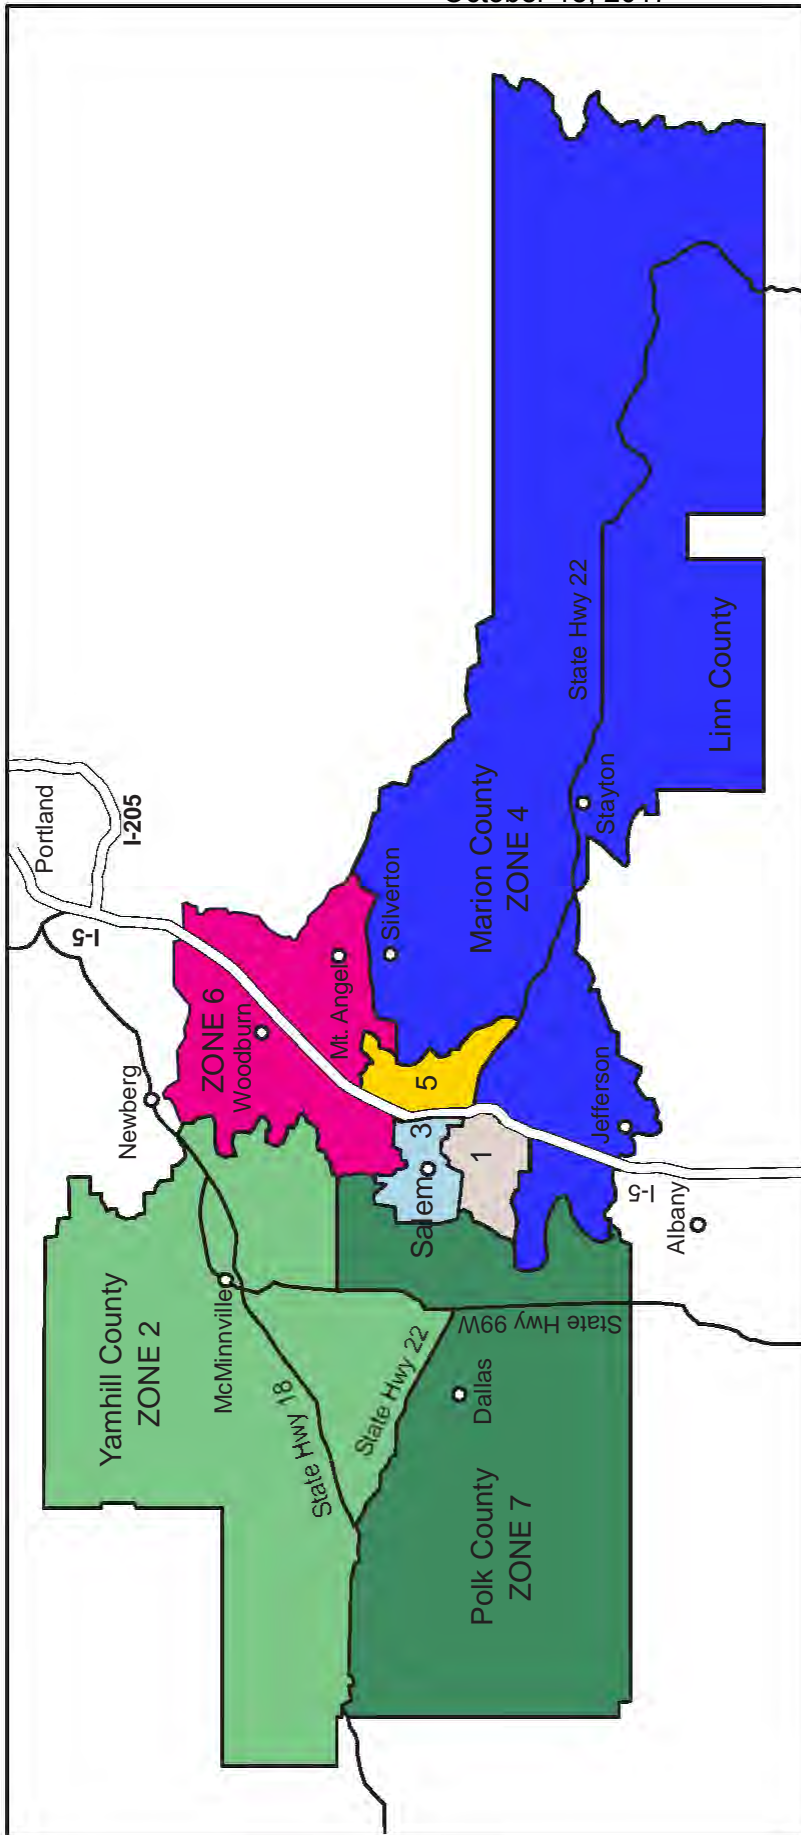 October
Yamhill County
ZONE 2
Newberg
McMinnville
State Hwy 18
State Hwy 22
Portland
I-205
I-5
ZONE 6
Woodburn
Mt. Angel
Silverton
Salem
3
5
1
Dallas
State Hwy 99W
Polk County
ZONE 7
Marion County
ZONE 4
State Hwy 22
Stayton
Jefferson
I-5
Albany
Linn County